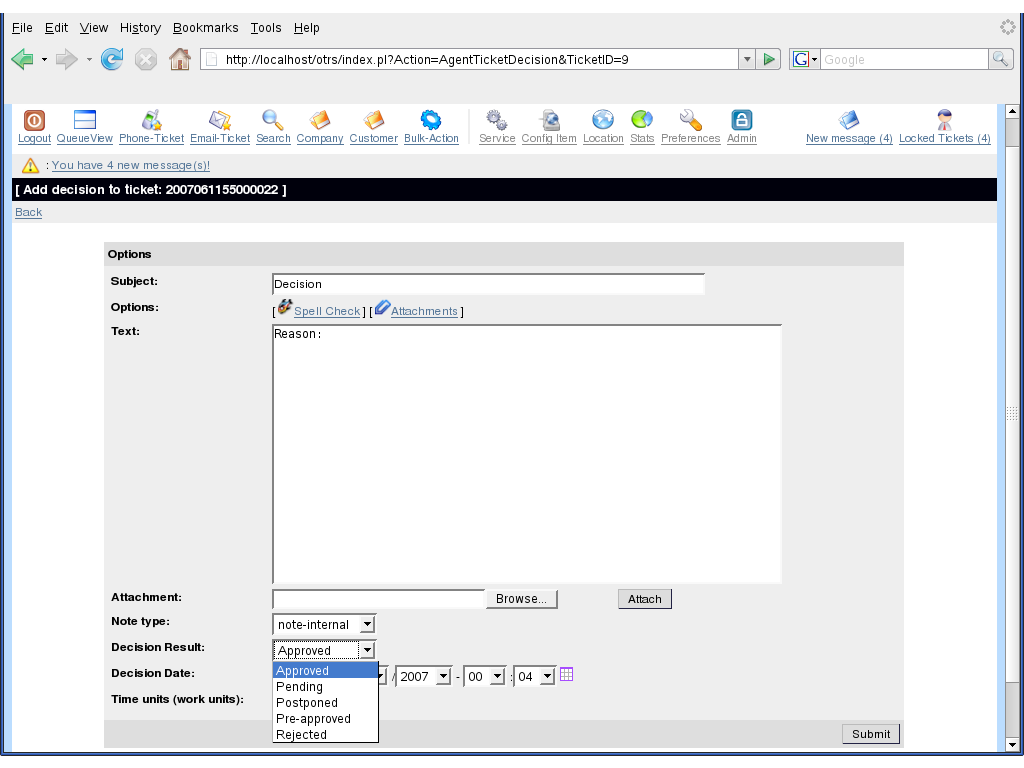 File Edit View History Bookmarks Tools Help
http://localhost/otrs/index.pl?Action=AgentTicketDecision&TicketID=9
G Google
Logout QueueView Phone-Ticket Email-Ticket Search Company Customer Bulk-Action Service Config Item Location Stats Preferences Admin New message (4) Locked Tickets (4)
: You have 4 new message(s)!
[ Add decision to ticket: 2007061155000022 ]
Back
Options
Subject: Decision
Options: [ Spell Check ] [ Attachments ]
Text: Reason:
Attachment: Browse... Attach
Note type: note-internal
Decision Result: Approved
Approved
Decision Date: / 2007 - 00 : 04
Pending
Time units (work units): Postponed
Pre-approved
Rejected
Submit